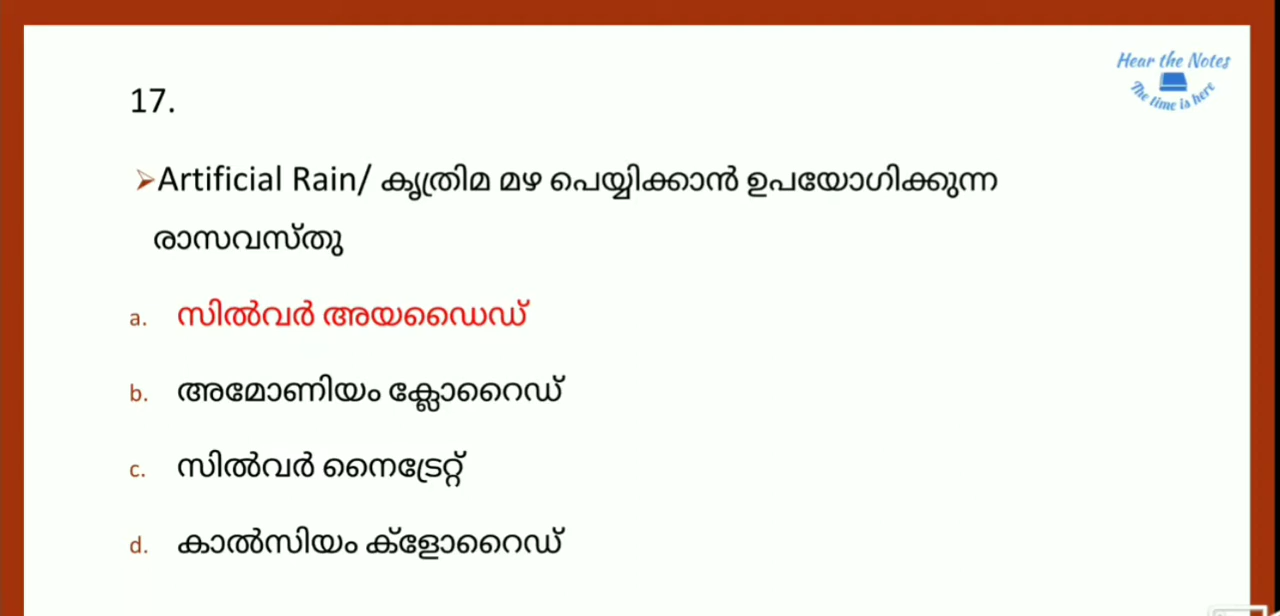 Hear the Notes
The time is here
17.
➢Artificial Rain/ കൃത്രിമ മഴ പെയ്യിക്കാൻ ഉപയോഗിക്കുന്ന
രാസവസ്തു
a. സിൽവർ അയഡൈഡ്
b. അമോണിയം ക്ലോറൈഡ്
c. സിൽവർ നൈട്രേറ്റ്
d. കാൽസിയം ക്ളോറൈഡ്